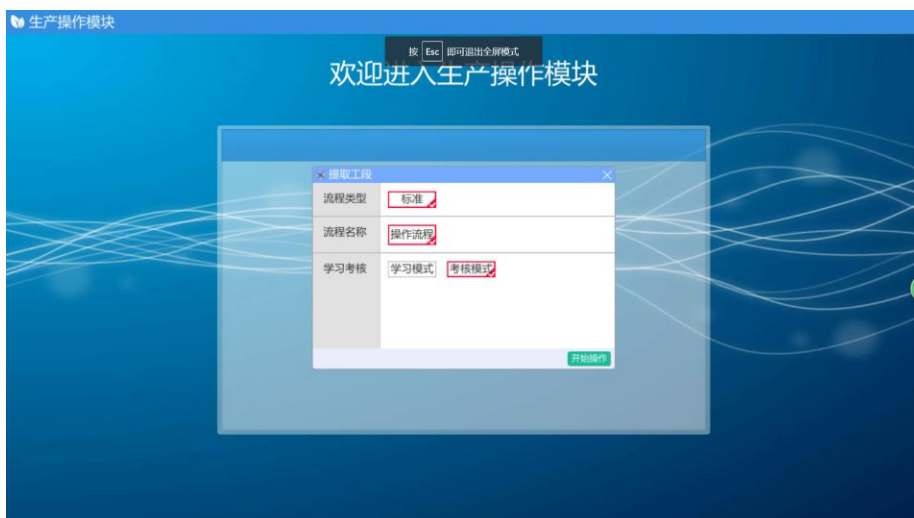 生产操作模块
按 Esc 即可退出全屏模式
欢迎进入生产操作模块
提取工段
流程类型 标准
流程名称 操作流程
学习考核 学习模式 考核模式
开始操作